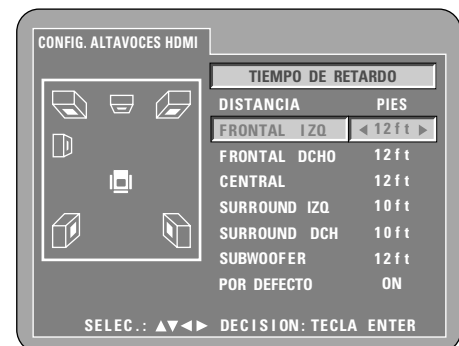 CONFIG. ALTAVOCES HDMI
TIEMPO DE RETARDO
DISTANCIA PIES
FRONTAL IZQ ◀ 12ft ▶
FRONTAL DCHO 12ft
CENTRAL 12ft
SURROUND IZQ 10ft
SURROUND DCH 10ft
SUBWOOFER 12ft
POR DEFECTO ON
SELEC.: ▲▼◀▶ DECISION: TECLA ENTER